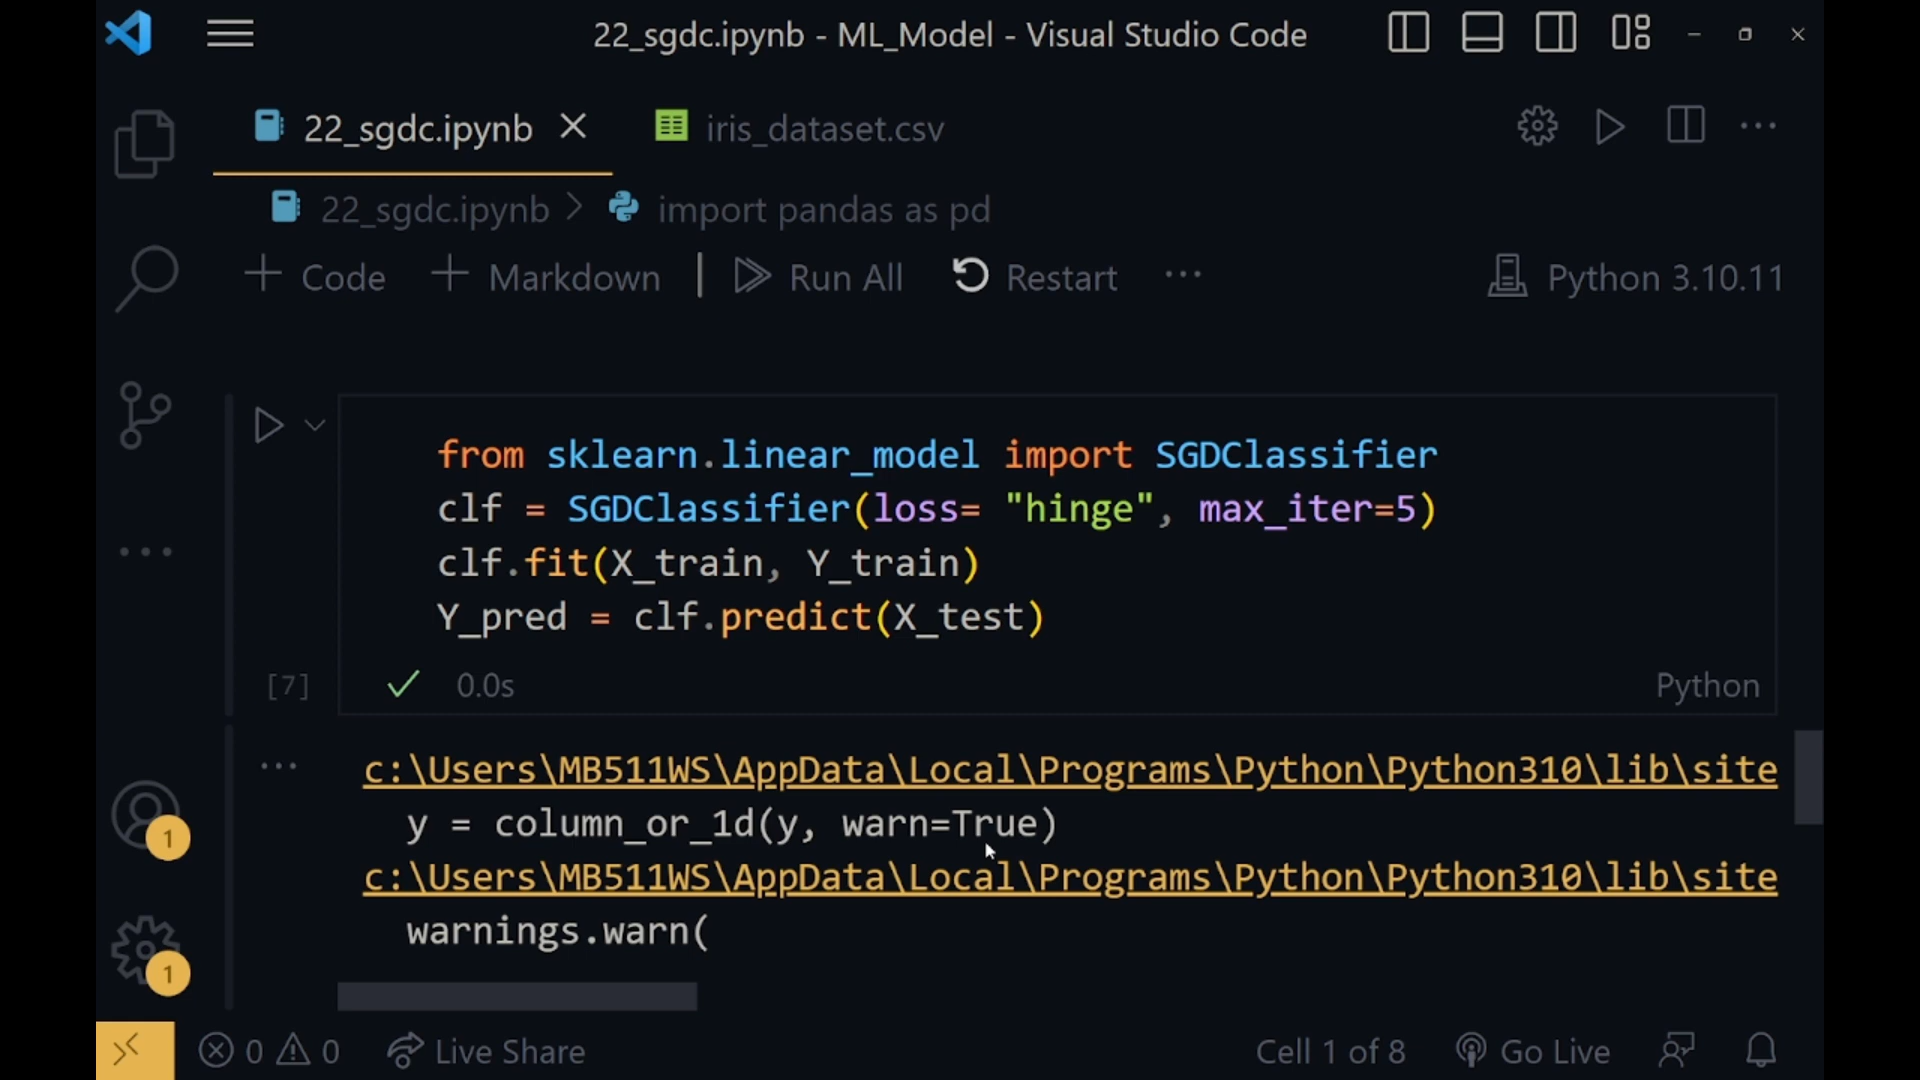 22_sgdc.ipynb - ML_Model - Visual Studio Code
22_sgdc.ipynb
iris_dataset.csv
22_sgdc.ipynb > import pandas as pd
+ Code + Markdown | Run All Restart ... Python 3.10.11
from sklearn.linear_model import SGDClassifier
clf = SGDClassifier(loss= "hinge", max_iter=5)
clf.fit(X_train, Y_train)
Y_pred = clf.predict(X_test)
[7] 0.0s Python
c:\Users\MB511WS\AppData\Local\Programs\Python\Python310\lib\site
y = column_or_1d(y, warn=True)
c:\Users\MB511WS\AppData\Local\Programs\Python\Python310\lib\site
warnings.warn(
1
1
0 0 Live Share Cell 1 of 8 Go Live